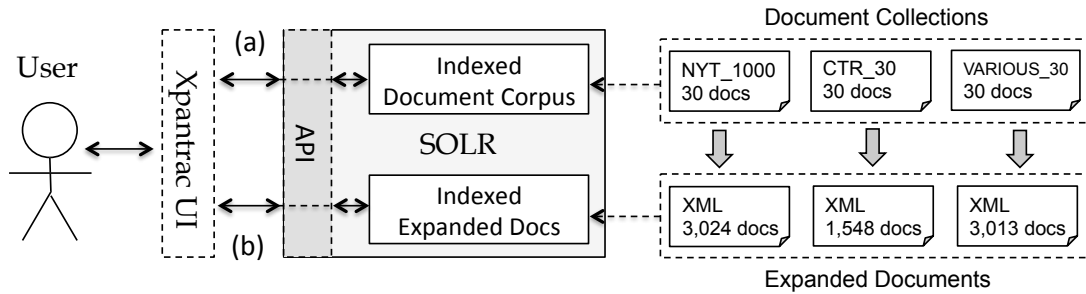 Document Collections
User
Xpantrac UI
(a)
(b)
API
SOLR
Indexed
Document Corpus
Indexed
Expanded Docs
NYT_1000
30 docs
CTR_30
30 docs
VARIOUS_30
30 docs
XML
3,024 docs
XML
1,548 docs
XML
3,013 docs
Expanded Documents